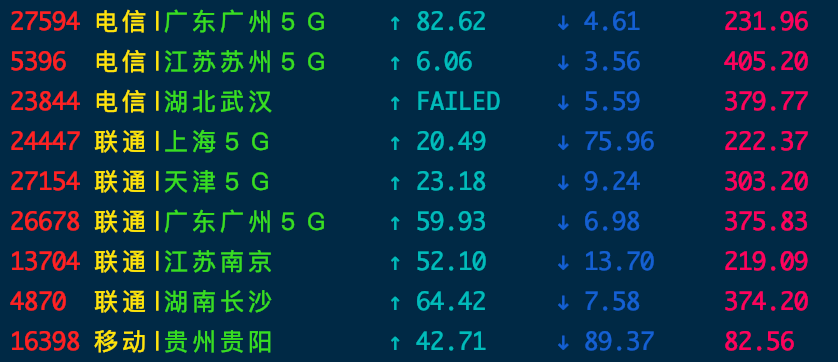 27594 电信|广东广州５Ｇ ↑ 82.62 ↓ 4.61 231.96
5396 电信|江苏苏州５Ｇ ↑ 6.06 ↓ 3.56 405.20
23844 电信|湖北武汉 ↑ FAILED ↓ 5.59 379.77
24447 联通|上海５Ｇ ↑ 20.49 ↓ 75.96 222.37
27154 联通|天津５Ｇ ↑ 23.18 ↓ 9.24 303.20
26678 联通|广东广州５Ｇ ↑ 59.93 ↓ 6.98 375.83
13704 联通|江苏南京 ↑ 52.10 ↓ 13.70 219.09
4870 联通|湖南长沙 ↑ 64.42 ↓ 7.58 374.20
16398 移动|贵州贵阳 ↑ 42.71 ↓ 89.37 82.56